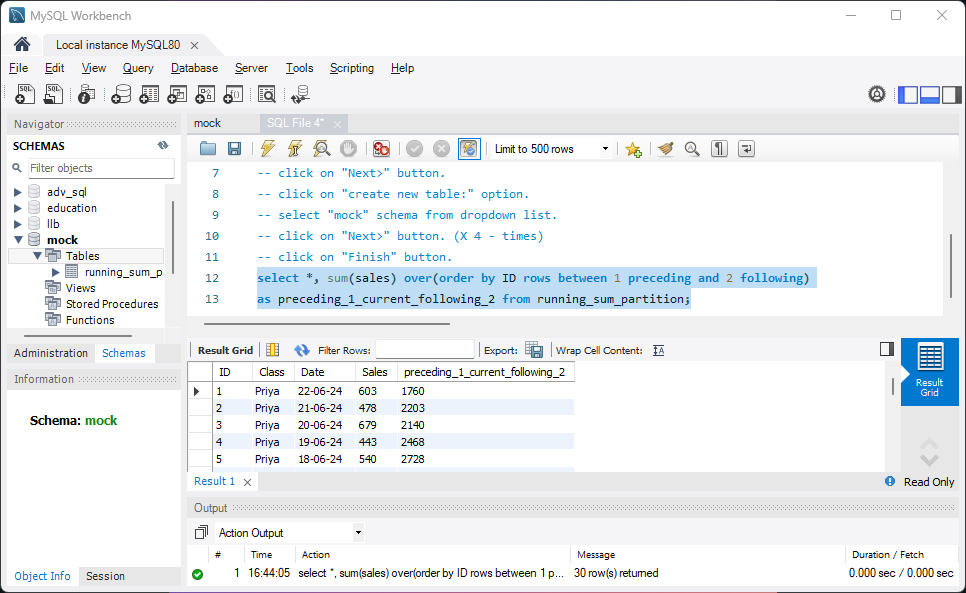 MySQL Workbench
Local instance MySQL80
File Edit View Query Database Server Tools Scripting Help
Navigator
SCHEMAS
Filter objects
adv_sql
education
llb
mock
Tables
running_sum_p
Views
Stored Procedures
Functions
Administration Schemas
Information
Schema: mock
Object Info Session
mock SQL File 4*
Limit to 500 rows
7 -- click on "Next>" button.
8 -- click on "create new table:" option.
9 -- select "mock" schema from dropdown list.
10 -- click on "Next>" button. (X 4 - times)
11 -- click on "Finish" button.
12 select *, sum(sales) over(order by ID rows between 1 preceding and 2 following)
13 as preceding_1_current_following_2 from running_sum_partition;
Result Grid Filter Rows: Export: Wrap Cell Content:
ID Class Date Sales preceding_1_current_following_2
1 Priya 22-06-24 603 1760
2 Priya 21-06-24 478 2203
3 Priya 20-06-24 679 2140
4 Priya 19-06-24 443 2468
5 Priya 18-06-24 540 2728
Result
Grid
Result 1
Read Only
Output
Action Output
# Time Action Message Duration / Fetch
1 16:44:05 select *, sum(sales) over(order by ID rows between 1 p... 30 row(s) returned 0.000 sec / 0.000 sec